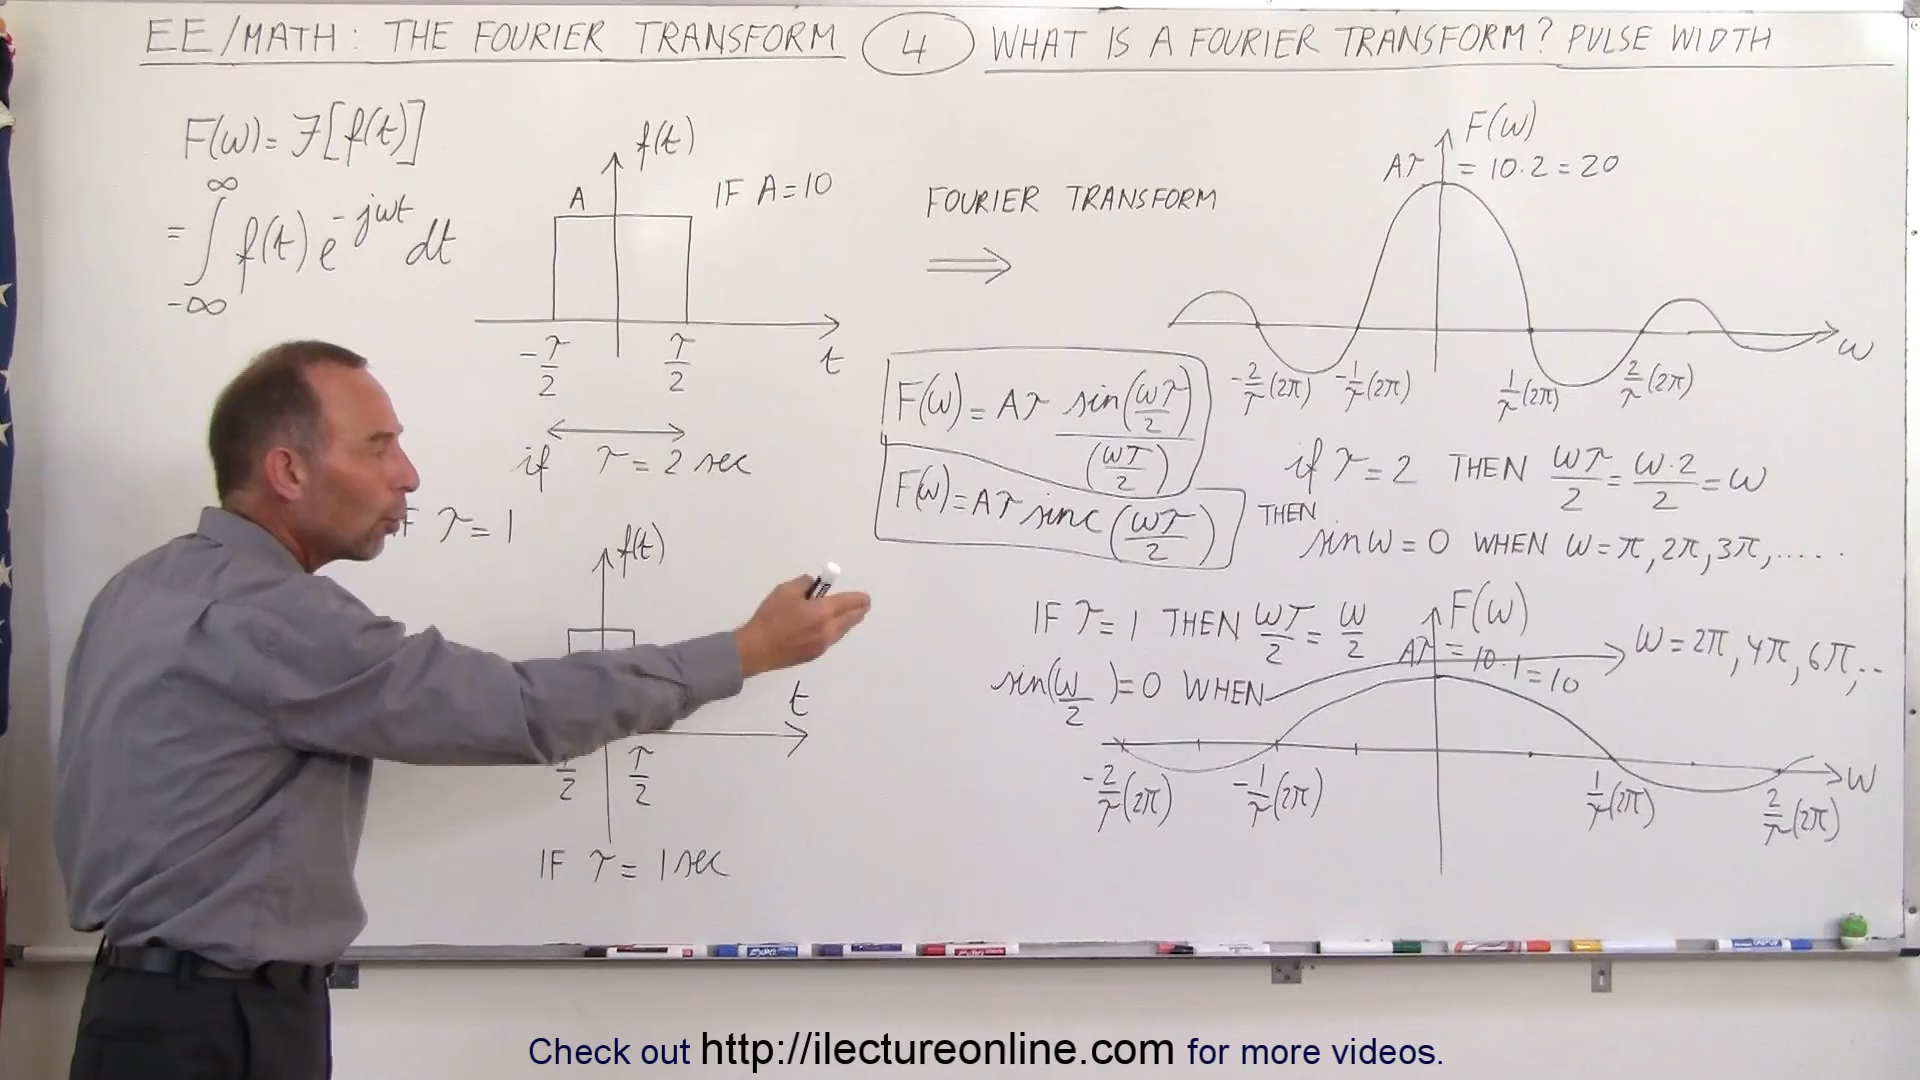 EE/MATH: THE FOURIER TRANSFORM 4 WHAT IS A FOURIER TRANSFORM? PULSE WIDTH
F(ω) = ℱ[f(t)]
= ∫_{-∞}^{∞} f(t) e^{-jωt} dt
f(t)
A
IF A = 10
-τ/2
τ/2
t
if τ = 2 sec
FOURIER TRANSFORM
⇒
F(ω)
Aτ = 10·2 = 20
ω
-2/τ(2π) -1/τ(2π) 1/τ(2π) 2/τ(2π)
F(ω) = Aτ sin(ωτ/2) / (ωτ/2)
F(ω) = Aτ sinc(ωτ/2)
if τ = 2 THEN ωτ/2 = ω·2/2 = ω
THEN
sin ω = 0 WHEN ω = π, 2π, 3π, .....
F τ = 1
f(t)
t
τ/2
2
IF τ = 1 sec
IF τ = 1 THEN ωτ/2 = ω/2
sin(ω/2) = 0 WHEN → ω = 2π, 4π, 6π, ..
F(ω)
Aτ = 10·1 = 10
ω
-2/τ(2π) -1/τ(2π) 1/τ(2π) 2/τ(2π)
EXPO
Check out http://ilectureonline.com for more videos.